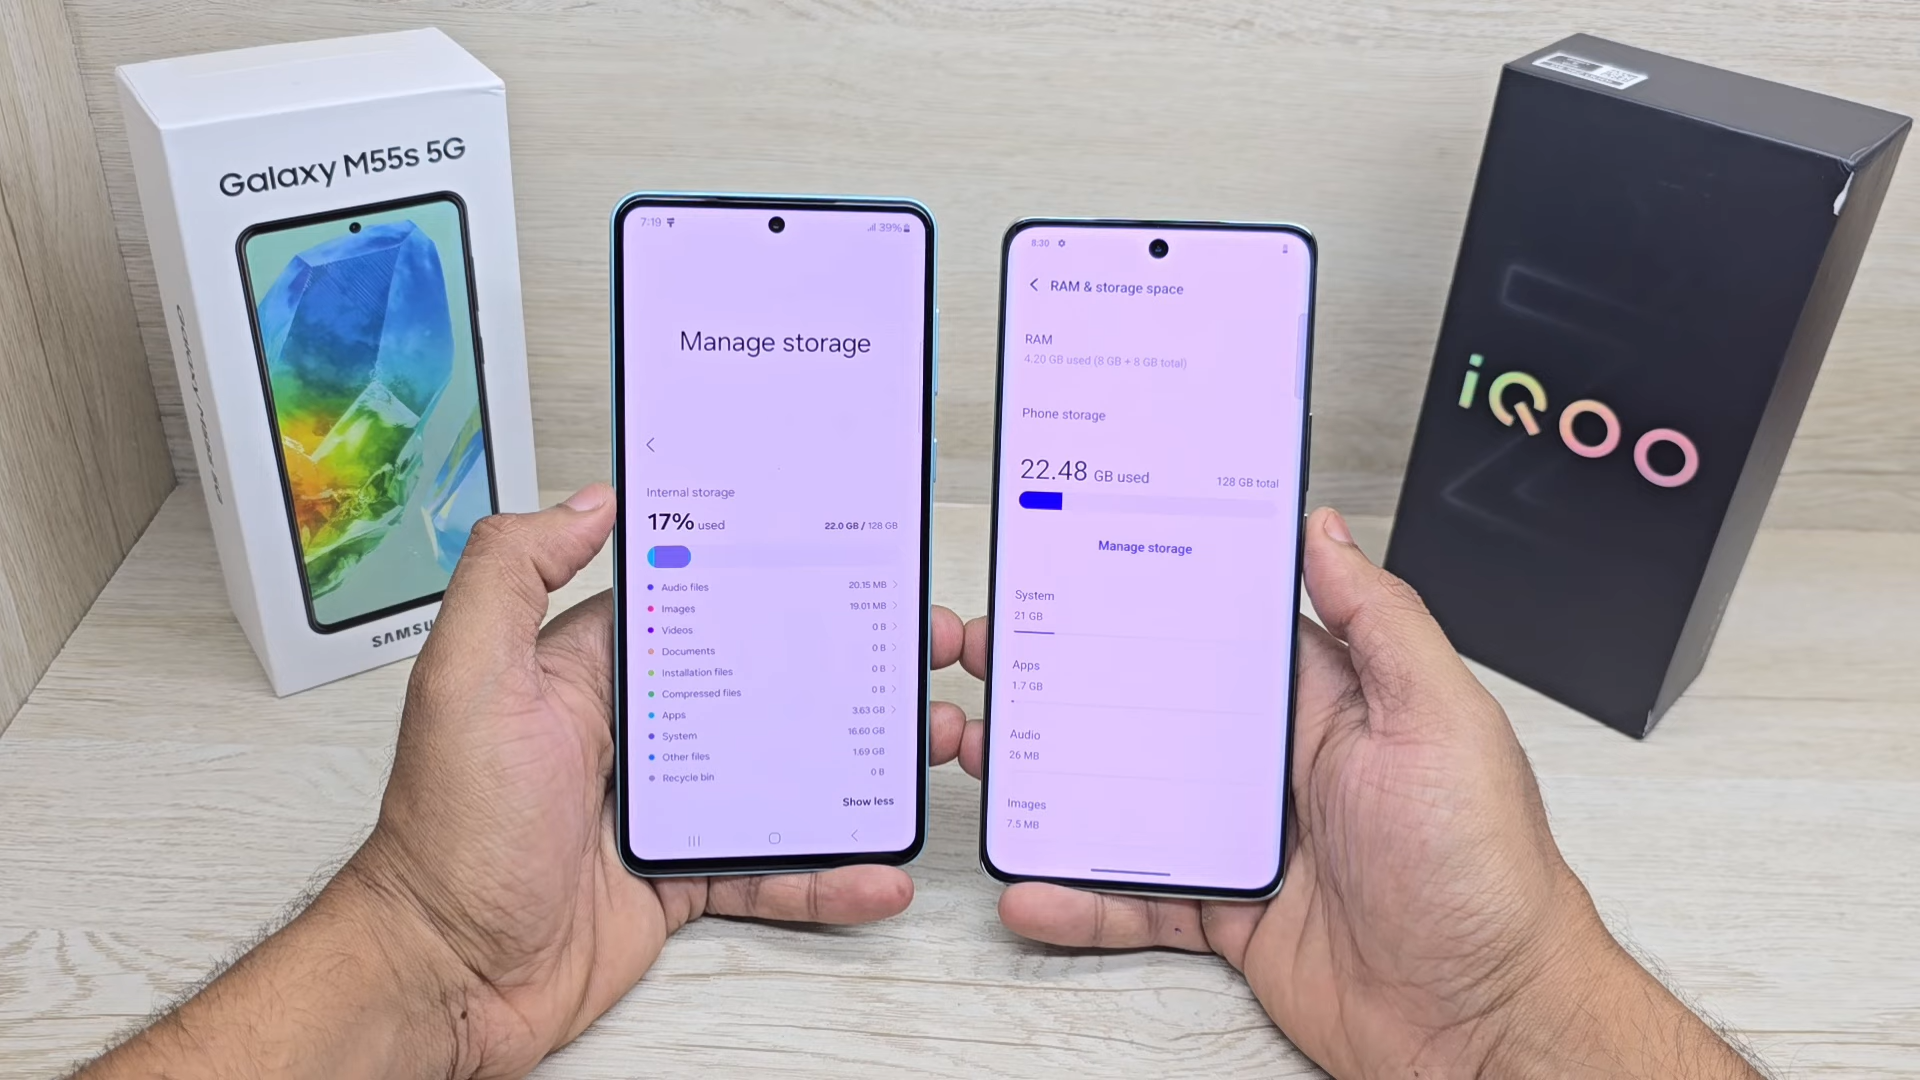 Galaxy M55s 5G
7:19
39%
Manage storage
Internal storage
17% used
22.0 GB / 128 GB
Audio files 20.15 MB
Images 19.01 MB
Videos 0 B
Documents 0 B
Installation files 0 B
Compressed files 0 B
Apps 3.63 GB
System 16.60 GB
Other files 1.69 GB
Recycle bin 0 B
Show less
8:30
RAM & storage space
RAM
4.20 GB used (8 GB + 8 GB total)
Phone storage
22.48 GB used
128 GB total
Manage storage
System
21 GB
Apps
1.7 GB
Audio
26 MB
Images
7.5 MB
iQOO
Z
SAMSU